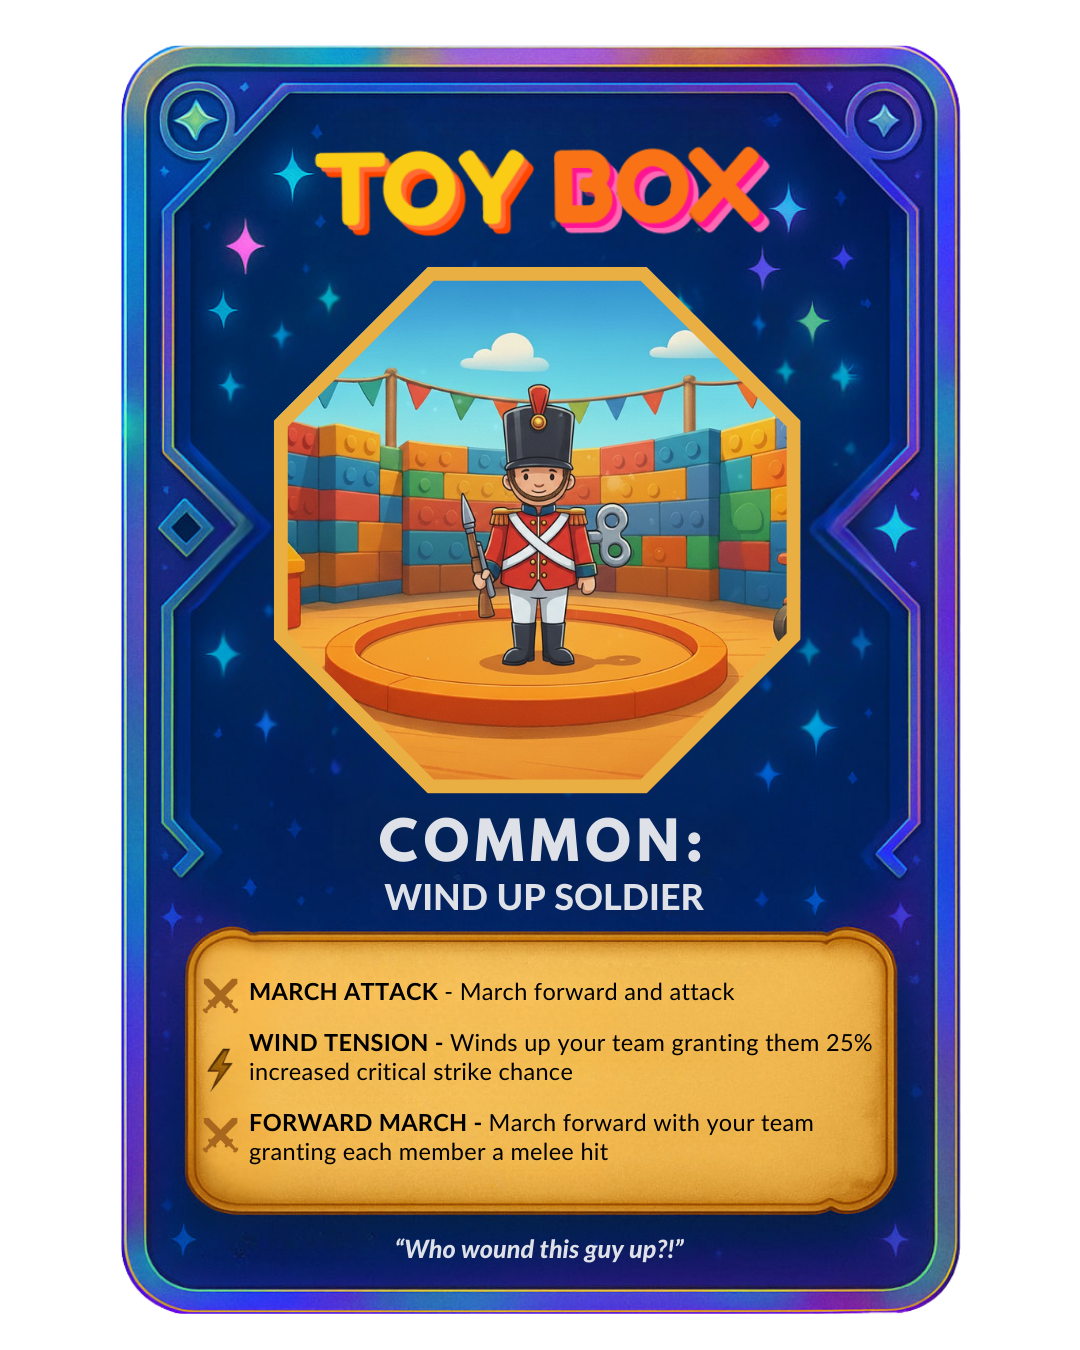 TOY BOX
COMMON:
WIND UP SOLDIER
MARCH ATTACK - March forward and attack
WIND TENSION - Winds up your team granting them 25%
increased critical strike chance
FORWARD MARCH - March forward with your team
granting each member a melee hit
“Who wound this guy up?!”